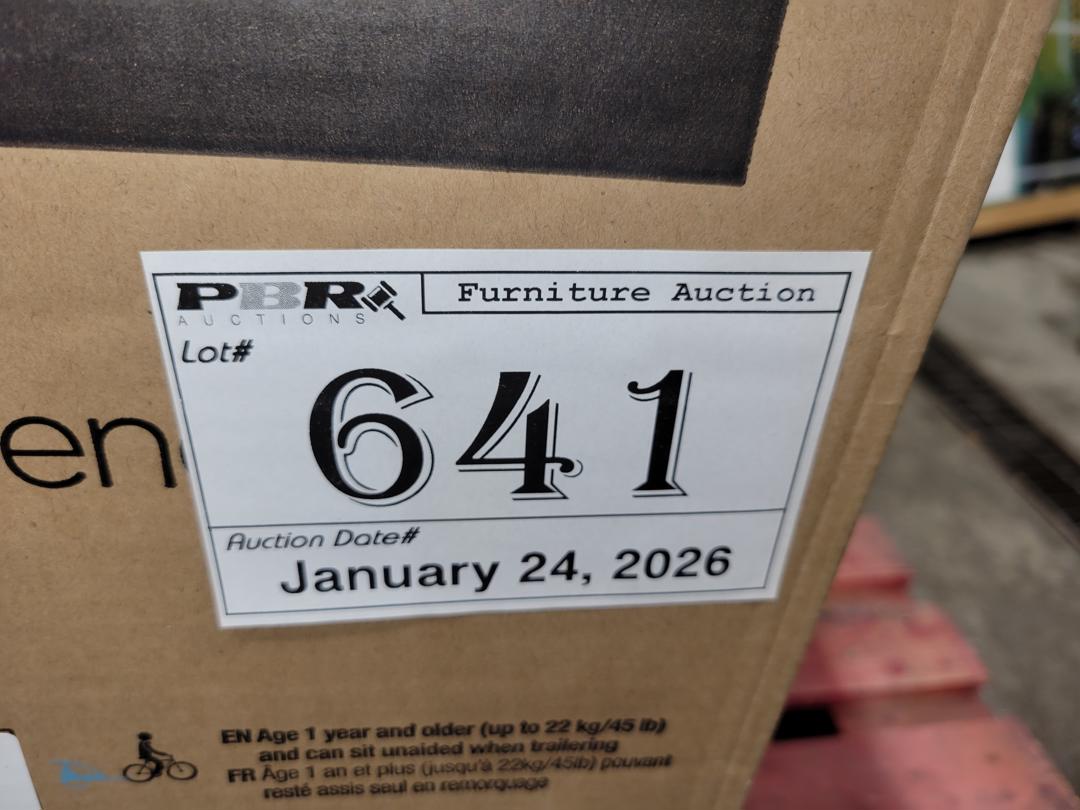 PBR
AUCTIONS
Furniture Auction
Lot#
641
en
Auction Date#
January 24, 2026
EN Age 1 year and older (up to 22 kg/45 lb)
and can sit unaided when trailering
FR Âge 1 an et plus (jusqu'à 22kg/45lb) pouvant
resté assis seul en remorquage